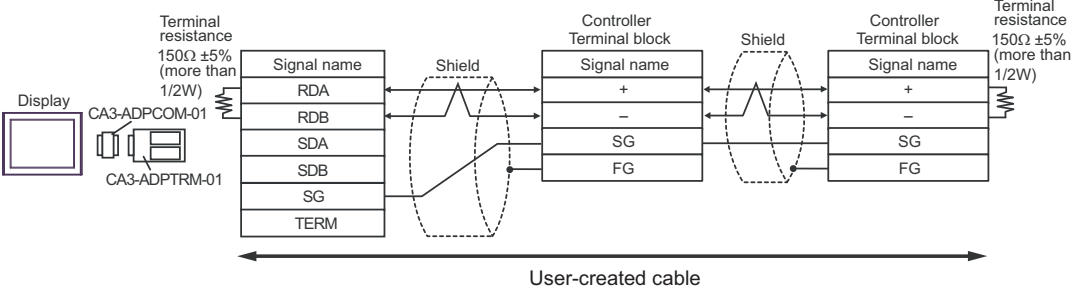 Display
CA3-ADPCOM-01
CA3-ADPTRM-01
Terminal
resistance
150Ω ±5%
(more than
1/2W)
Signal name
RDA
RDB
SDA
SDB
SG
TERM
Shield
Controller
Terminal block
Signal name
+
–
SG
FG
Shield
Controller
Terminal block
Signal name
+
–
SG
FG
Terminal
resistance
150Ω ±5%
(more than
1/2W)
User-created cable